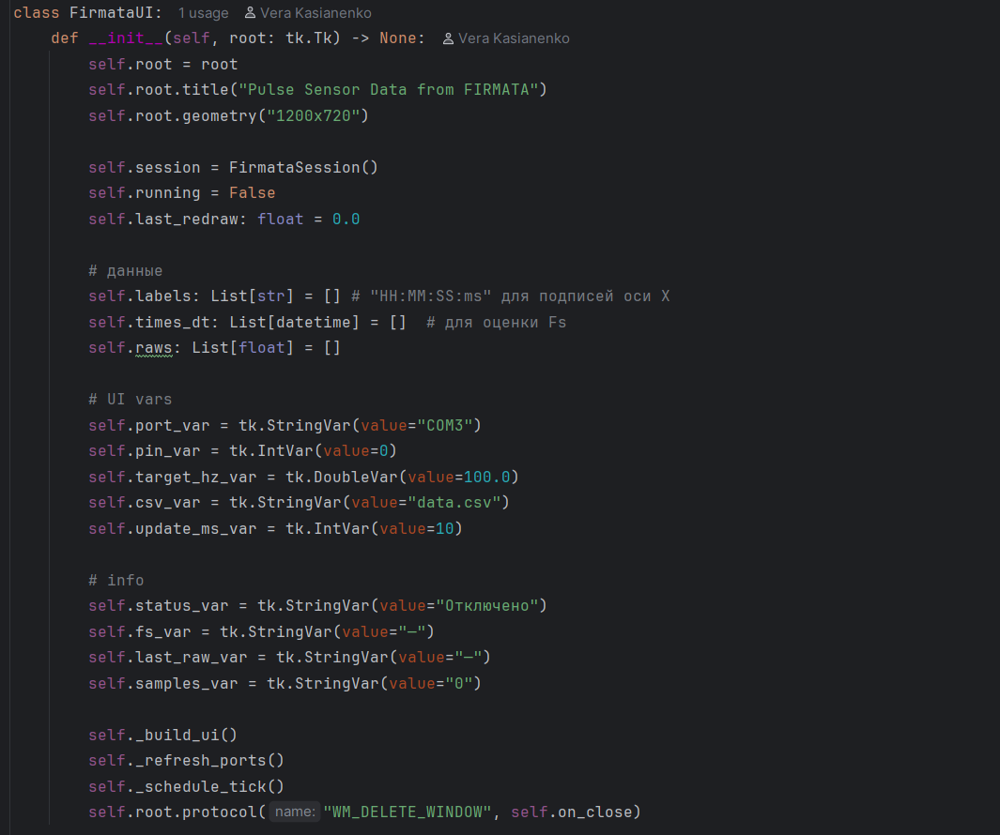 class FirmataUI: 1 usage Vera Kasianenko
def __init__(self, root: tk.Tk) -> None: Vera Kasianenko
self.root = root
self.root.title("Pulse Sensor Data from FIRMATA")
self.root.geometry("1200x720")
self.session = FirmataSession()
self.running = False
self.last_redraw: float = 0.0
# данные
self.labels: List[str] = [] # "HH:MM:SS:ms" для подписей оси X
self.times_dt: List[datetime] = [] # для оценки Fs
self.raws: List[float] = []
# UI vars
self.port_var = tk.StringVar(value="COM3")
self.pin_var = tk.IntVar(value=0)
self.target_hz_var = tk.DoubleVar(value=100.0)
self.csv_var = tk.StringVar(value="data.csv")
self.update_ms_var = tk.IntVar(value=10)
# info
self.status_var = tk.StringVar(value="Отключено")
self.fs_var = tk.StringVar(value="—")
self.last_raw_var = tk.StringVar(value="—")
self.samples_var = tk.StringVar(value="0")
self._build_ui()
self._refresh_ports()
self._schedule_tick()
self.root.protocol( name: "WM_DELETE_WINDOW", self.on_close)